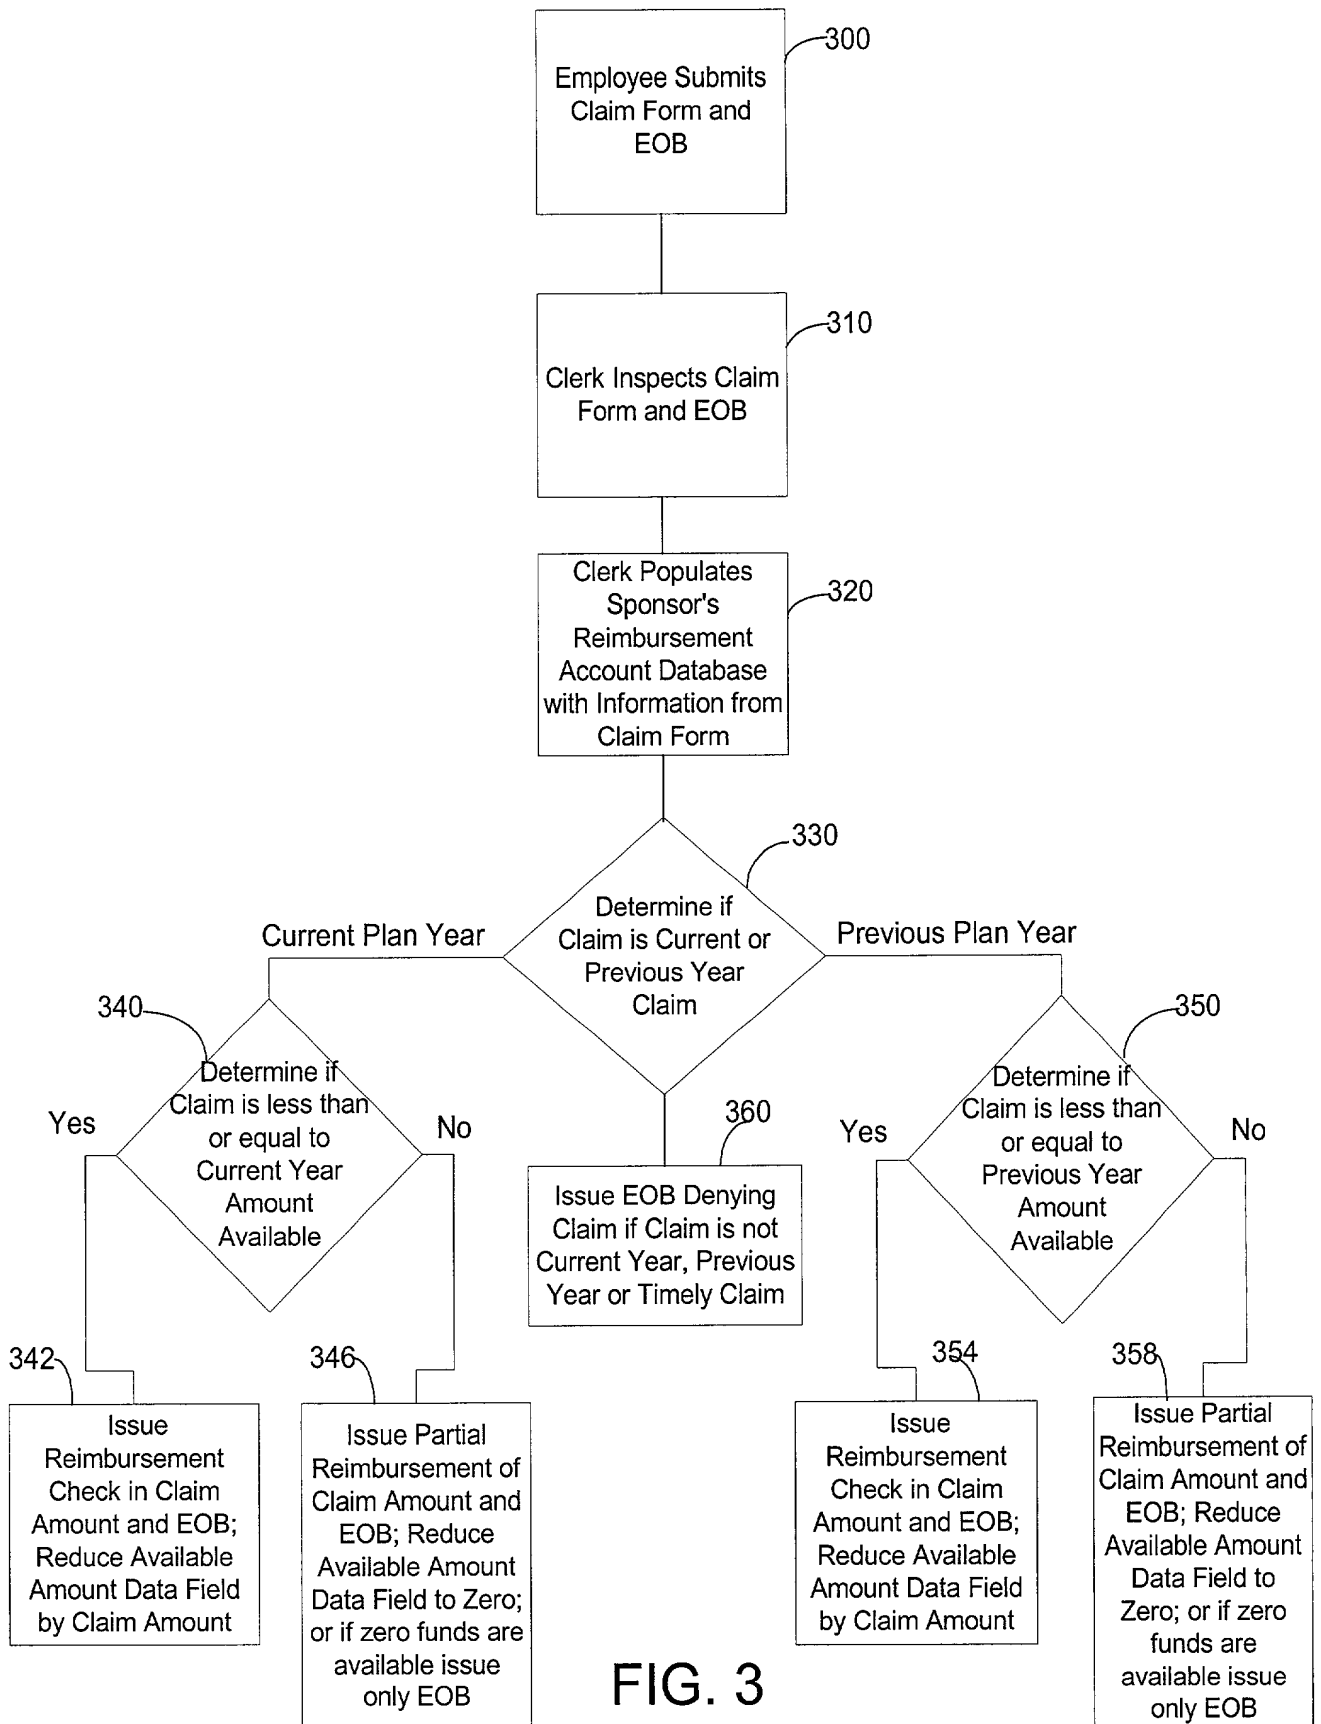 300
Employee Submits
Claim Form and
EOB
310
Clerk Inspects Claim
Form and EOB
320
Clerk Populates
Sponsor's
Reimbursement
Account Database
with Information from
Claim Form
330
Determine if
Claim is Current or
Previous Year
Claim
Current Plan Year
Previous Plan Year
340
Determine if
Claim is less than
or equal to
Current Year
Amount
Available
Yes
No
360
Issue EOB Denying
Claim if Claim is not
Current Year, Previous
Year or Timely Claim
350
Determine if
Claim is less than
or equal to
Previous Year
Amount
Available
Yes
No
342
Issue
Reimbursement
Check in Claim
Amount and EOB;
Reduce Available
Amount Data Field
by Claim Amount
346
Issue Partial
Reimbursement of
Claim Amount and
EOB; Reduce
Available Amount
Data Field to Zero;
or if zero funds are
available issue
only EOB
354
Issue
Reimbursement
Check in Claim
Amount and EOB;
Reduce Available
Amount Data Field
by Claim Amount
358
Issue Partial
Reimbursement of
Claim Amount and
EOB; Reduce
Available Amount
Data Field to
Zero; or if zero
funds are
available issue
only EOB
FIG. 3